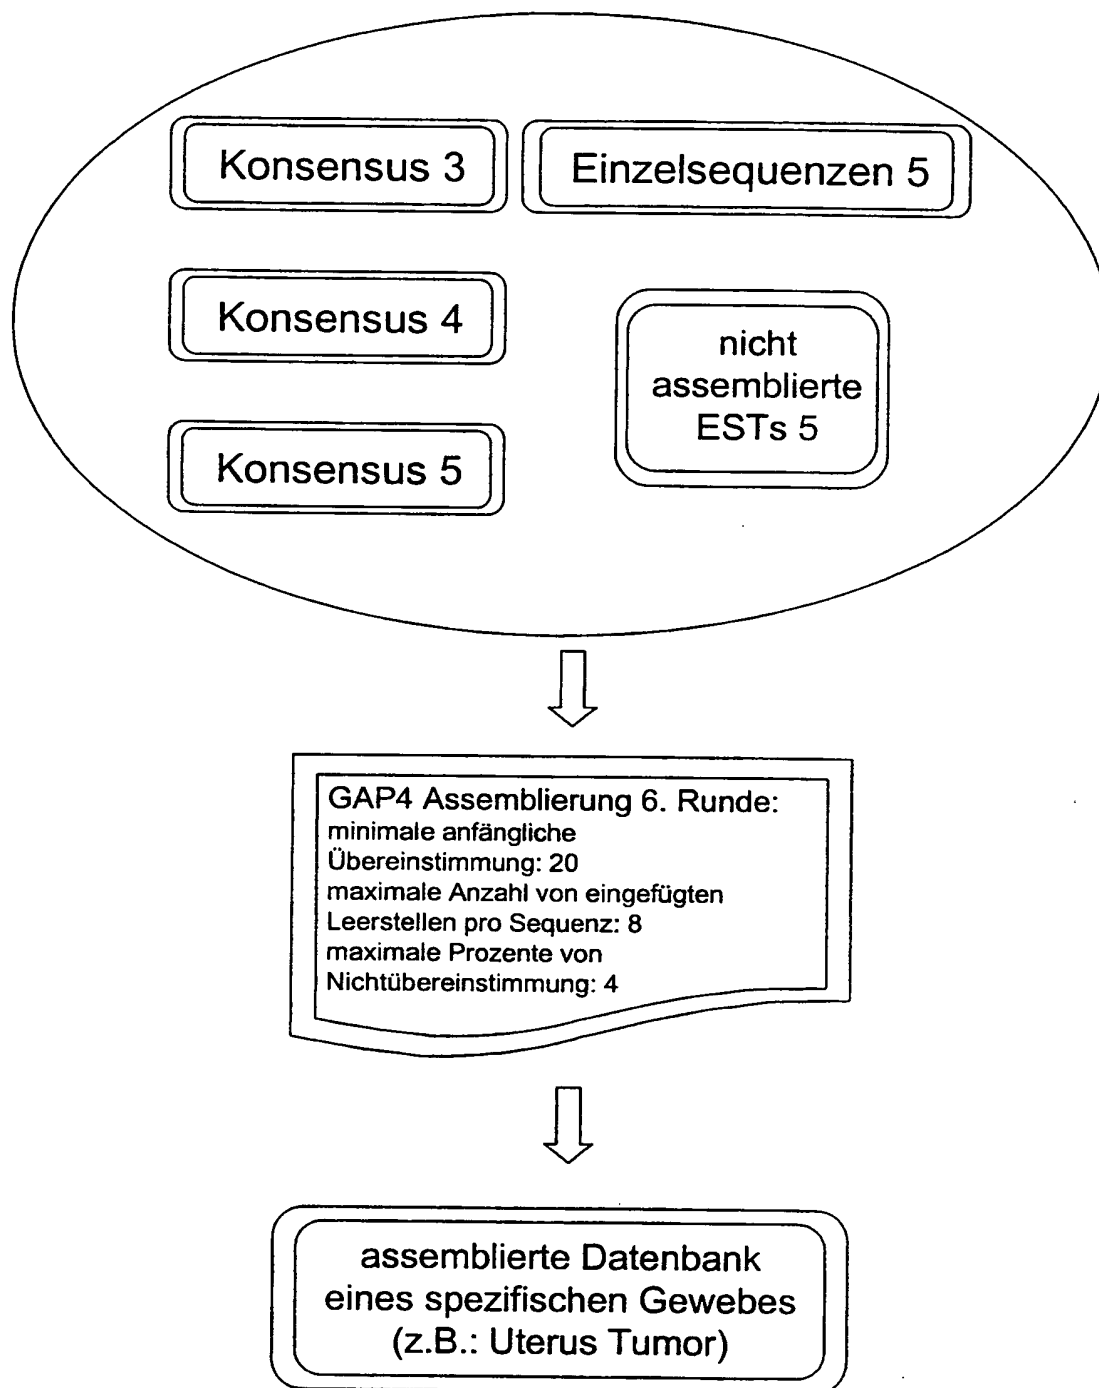 Konsensus 3
Einzelsequenzen 5
Konsensus 4
nicht
assemblierte
ESTs 5
Konsensus 5
GAP4 Assemblierung 6. Runde:
minimale anfängliche
Übereinstimmung: 20
maximale Anzahl von eingefügten
Leerstellen pro Sequenz: 8
maximale Prozente von
Nichtübereinstimmung: 4
assemblierte Datenbank
eines spezifischen Gewebes
(z.B.: Uterus Tumor)